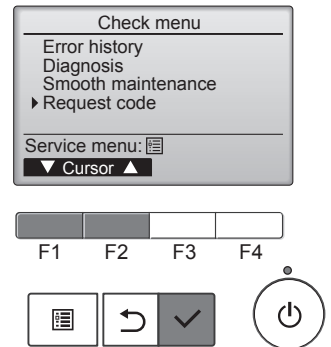 Check menu
Error history
Diagnosis
Smooth maintenance
Request code
Service menu:
▼ Cursor ▲
F1 F2 F3 F4